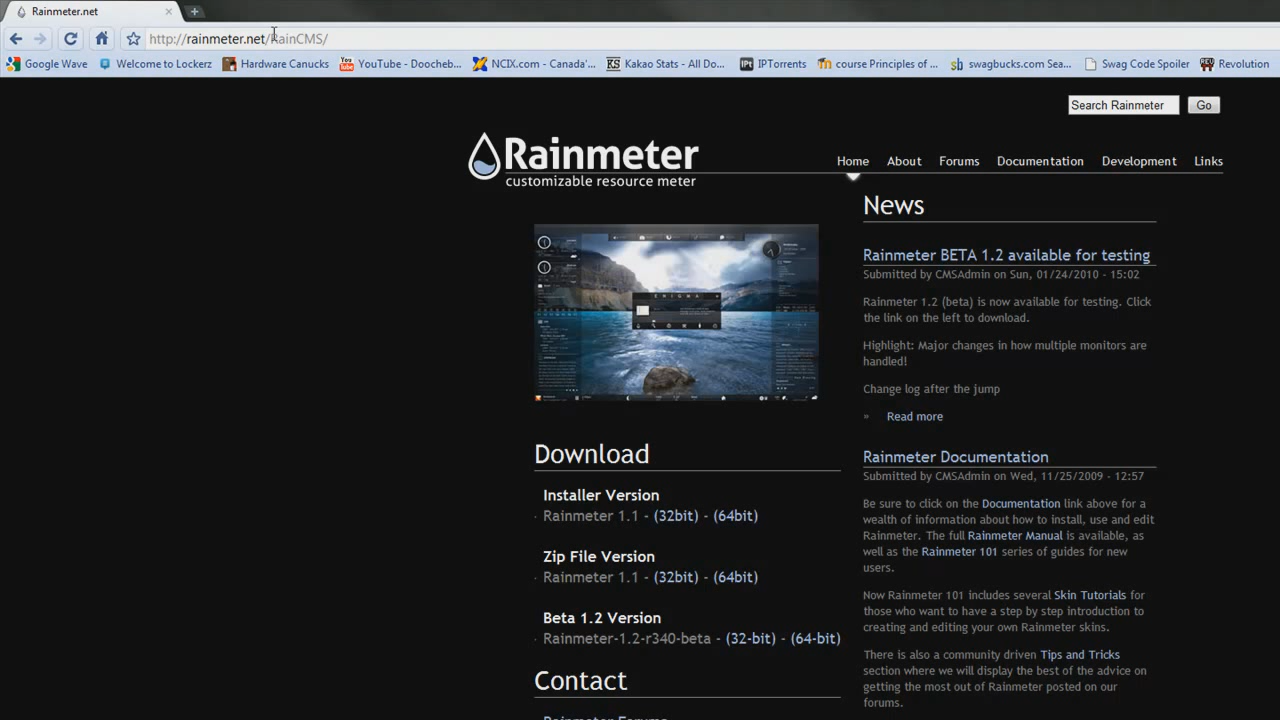 Rainmeter.net
http://rainmeter.net/RainCMS/
Google Wave Welcome to Lockerz Hardware Canucks YouTube - Doocheb... NCIX.com - Canada'... Kakao Stats - All Do... IPTorrents course Principles of ... swagbucks.com Sea... Swag Code Spoiler Revolution
Search Rainmeter Go
Rainmeter
customizable resource meter
Home About Forums Documentation Development Links
News
Rainmeter BETA 1.2 available for testing
Submitted by CMSAdmin on Sun, 01/24/2010 - 15:02
Rainmeter 1.2 (beta) is now available for testing. Click
the link on the left to download.
Highlight: Major changes in how multiple monitors are
handled!
Change log after the jump
» Read more
Download
Installer Version
Rainmeter 1.1 - (32bit) - (64bit)
Zip File Version
Rainmeter 1.1 - (32bit) - (64bit)
Beta 1.2 Version
Rainmeter-1.2-r340-beta - (32-bit) - (64-bit)
Contact
Rainmeter Forums
Rainmeter Documentation
Submitted by CMSAdmin on Wed, 11/25/2009 - 12:57
Be sure to click on the Documentation link above for a
wealth of information about how to install, use and edit
Rainmeter. The full Rainmeter Manual is available, as
well as the Rainmeter 101 series of guides for new
users.
Now Rainmeter 101 includes several Skin Tutorials for
those who want to have a step by step introduction to
creating and editing your own Rainmeter skins.
There is also a community driven Tips and Tricks
section where we will display the best of the advice on
getting the most out of Rainmeter posted on our
forums.